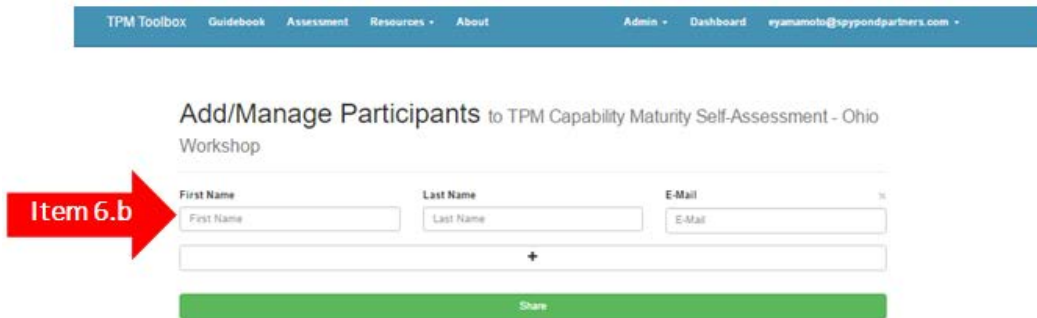 TPM Toolbox Guidebook Assessment Resources About Admin Dashboard eyamamoto@spypondpartners.com
Add/Manage Participants to TPM Capability Maturity Self-Assessment - Ohio
Workshop
First Name Last Name E-Mail ×
Item 6.b First Name Last Name E-Mail
+
Share